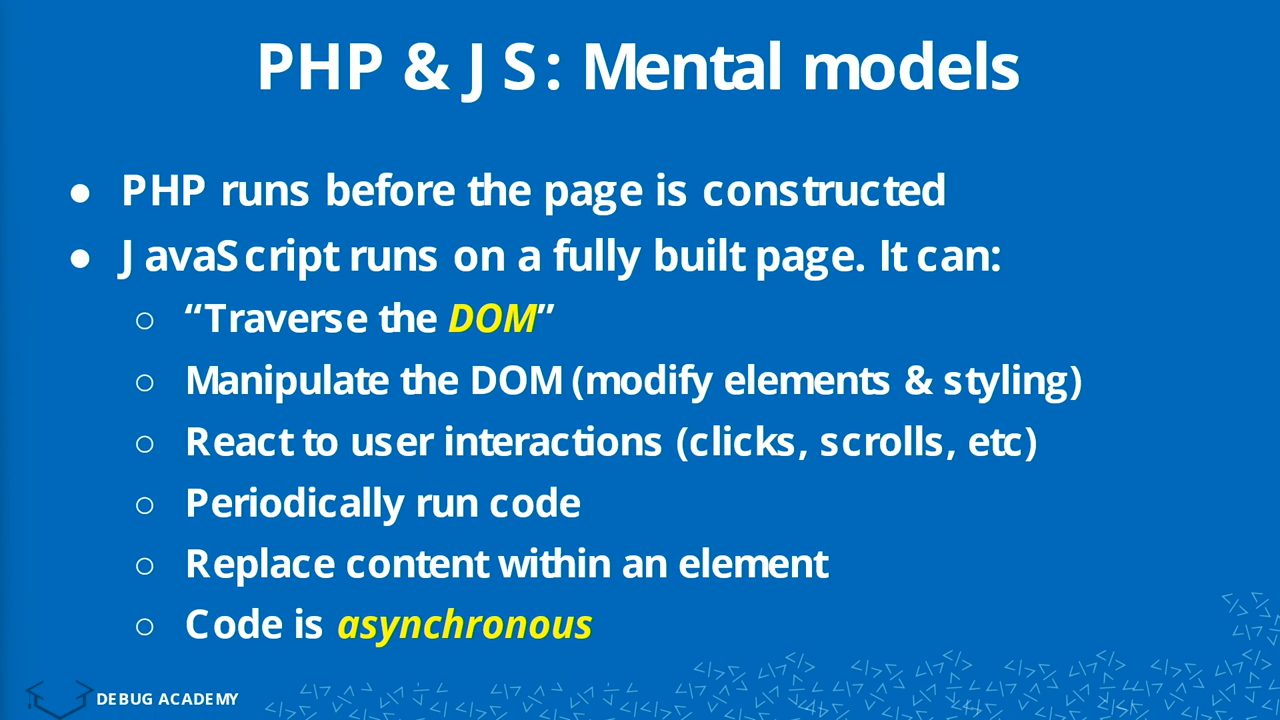 PHP & JS: Mental models
● PHP runs before the page is constructed
● JavaScript runs on a fully built page. It can:
○ “Traverse the DOM”
○ Manipulate the DOM (modify elements & styling)
○ React to user interactions (clicks, scrolls, etc)
○ Periodically run code
○ Replace content within an element
○ Code is asynchronous
DEBUG ACADEMY